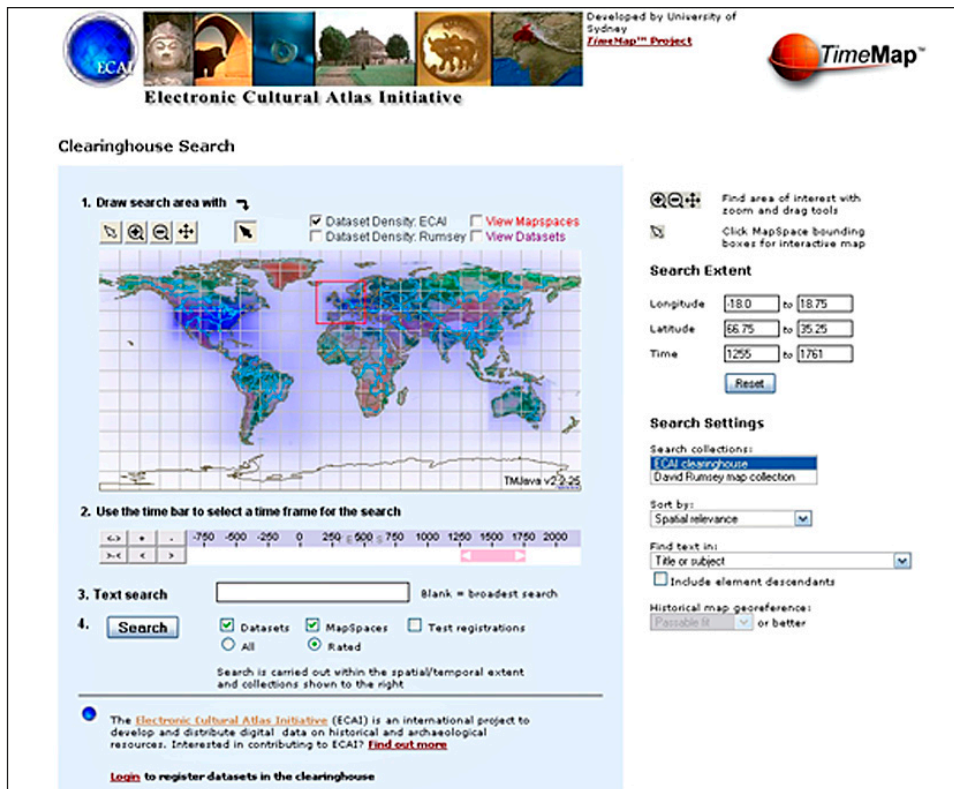 Developed by University of
Sydney
TimeMap™ Project
ECAI
TimeMap™
Electronic Cultural Atlas Initiative
Clearinghouse Search
1. Draw search area with
Dataset Density: ECAI View Mapspaces
Dataset Density: Rumsey View Datasets
TMJava v2.2.25
2. Use the time bar to select a time frame for the search
<-> + - -750 -500 -250 0 250 500 750 1000 1250 1500 1750 2000
>-< < >
3. Text search Blank = broadest search
4. Search Datasets MapSpaces Test registrations
All Rated
Search is carried out within the spatial/temporal extent
and collections shown to the right
The Electronic Cultural Atlas Initiative (ECAI) is an international project to
develop and distribute digital data on historical and archaeological
resources. Interested in contributing to ECAI? Find out more
Login to register datasets in the clearinghouse
Find area of interest with
zoom and drag tools
Click MapSpace bounding
boxes for interactive map
Search Extent
Longitude -18.0 to 18.75
Latitude 66.75 to 35.25
Time 1255 to 1761
Reset
Search Settings
Search collections:
ECAI clearinghouse
David Rumsey map collection
Sort by:
Spatial relevance
Find text in:
Title or subject
Include element descendants
Historical map georeference:
Passable fit or better